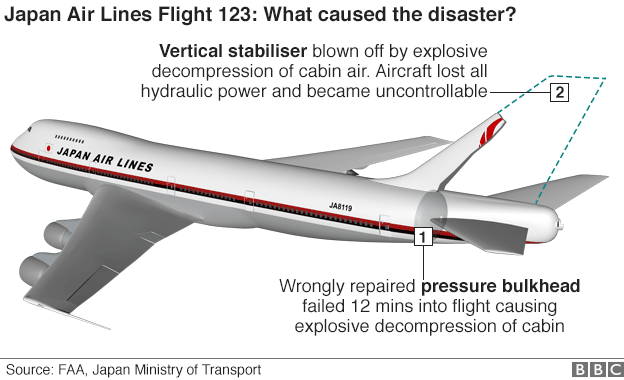 Japan Air Lines Flight 123: What caused the disaster?
Vertical stabiliser blown off by explosive
decompression of cabin air. Aircraft lost all
hydraulic power and became uncontrollable
2
JAPAN AIR LINES
JA8119
1
Wrongly repaired pressure bulkhead
failed 12 mins into flight causing
explosive decompression of cabin
Source: FAA, Japan Ministry of Transport
BBC